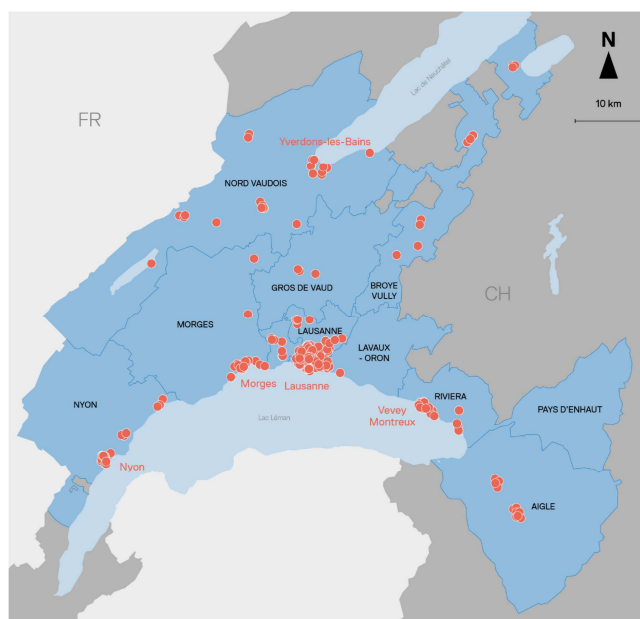 N
10 km
FR
Lac de Neuchâtel
Yverdons-les-Bains
NORD VAUDOIS
GROS DE VAUD
BROYE
VULLY
CH
MORGES
LAUSANNE
LAVAUX
- ORON
Morges
Lausanne
NYON
Lac Léman
Vevey
Montreux
RIVIERA
PAYS D'ENHAUT
Nyon
AIGLE